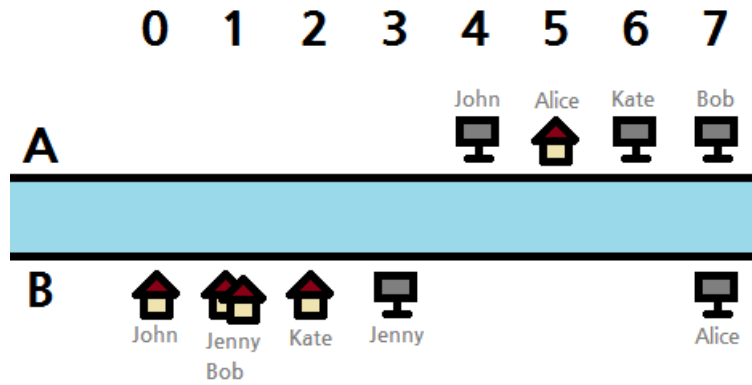 0 1 2 3 4 5 6 7
John Alice Kate Bob
A
B
John Jenny Kate Jenny Alice
Bob